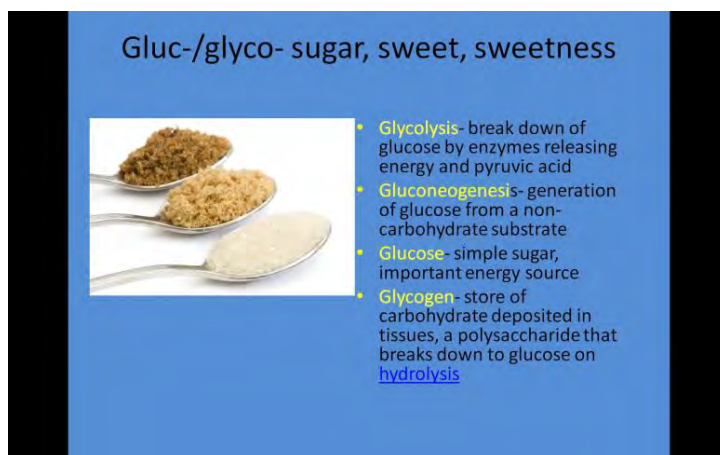 Gluc-/glyco- sugar, sweet, sweetness
• Glycolysis- break down of
glucose by enzymes releasing
energy and pyruvic acid
• Gluconeogenesis- generation
of glucose from a non-
carbohydrate substrate
• Glucose- simple sugar,
important energy source
• Glycogen- store of
carbohydrate deposited in
tissues, a polysaccharide that
breaks down to glucose on
hydrolysis